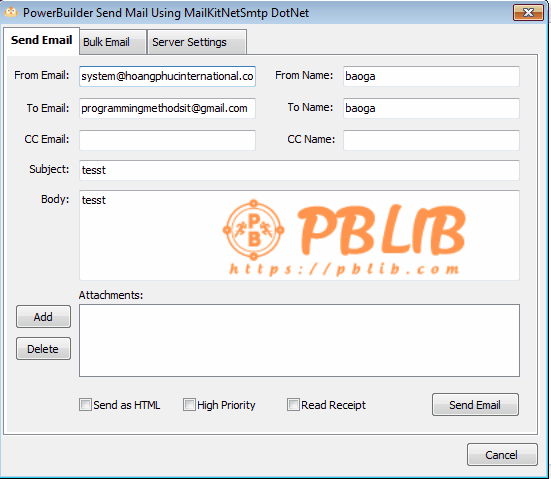 PowerBuilder Send Mail Using MailKitNetSmtp DotNet
Send Email Bulk Email Server Settings
From Email: system@hoangphucinternational.co From Name: baoga
To Email: programmingmethodsit@gmail.com To Name: baoga
CC Email: CC Name:
Subject: tesst
Body: tesst
PB PBLIB
https://pblib.com
Attachments:
Add
Delete
Send as HTML High Priority Read Receipt Send Email
Cancel